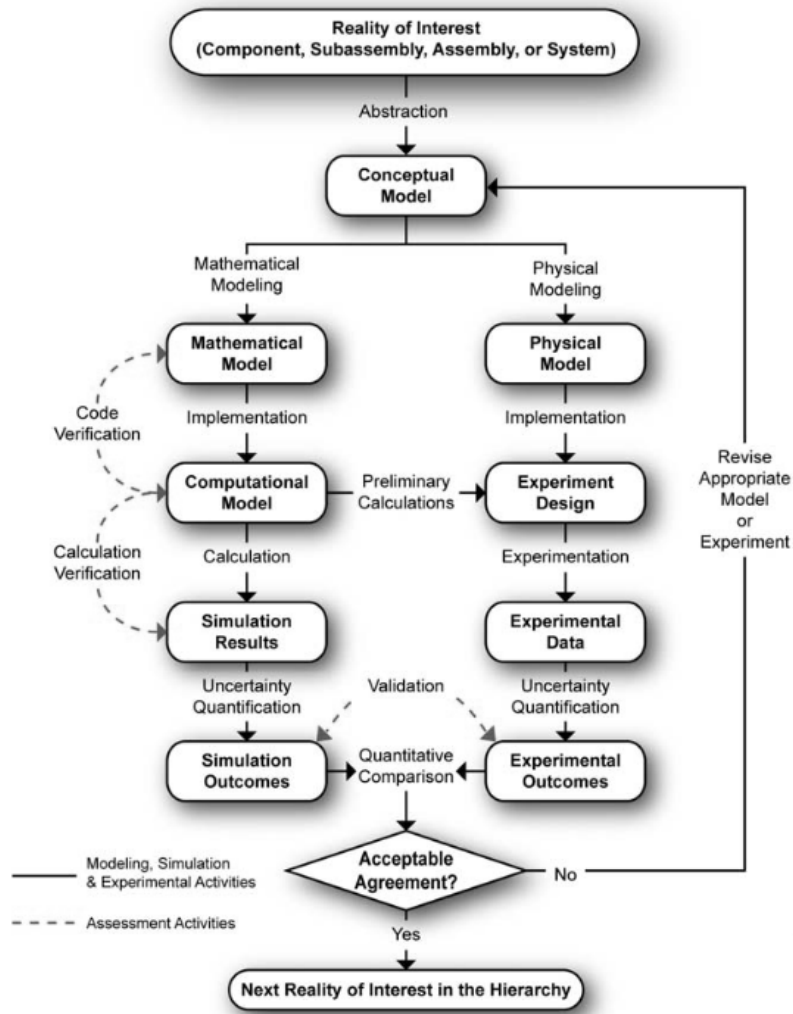 Reality of Interest
(Component, Subassembly, Assembly, or System)
Abstraction
Conceptual
Model
Mathematical
Modeling
Physical
Modeling
Mathematical
Model
Physical
Model
Code
Verification
Implementation
Implementation
Revise
Appropriate
Model
or
Experiment
Computational
Model
Preliminary
Calculations
Experiment
Design
Calculation
Verification
Calculation
Experimentation
Simulation
Results
Experimental
Data
Uncertainty
Quantification
Validation
Uncertainty
Quantification
Simulation
Outcomes
Quantitative
Comparison
Experimental
Outcomes
Modeling, Simulation
& Experimental Activities
Acceptable
Agreement?
No
Assessment Activities
Yes
Next Reality of Interest in the Hierarchy